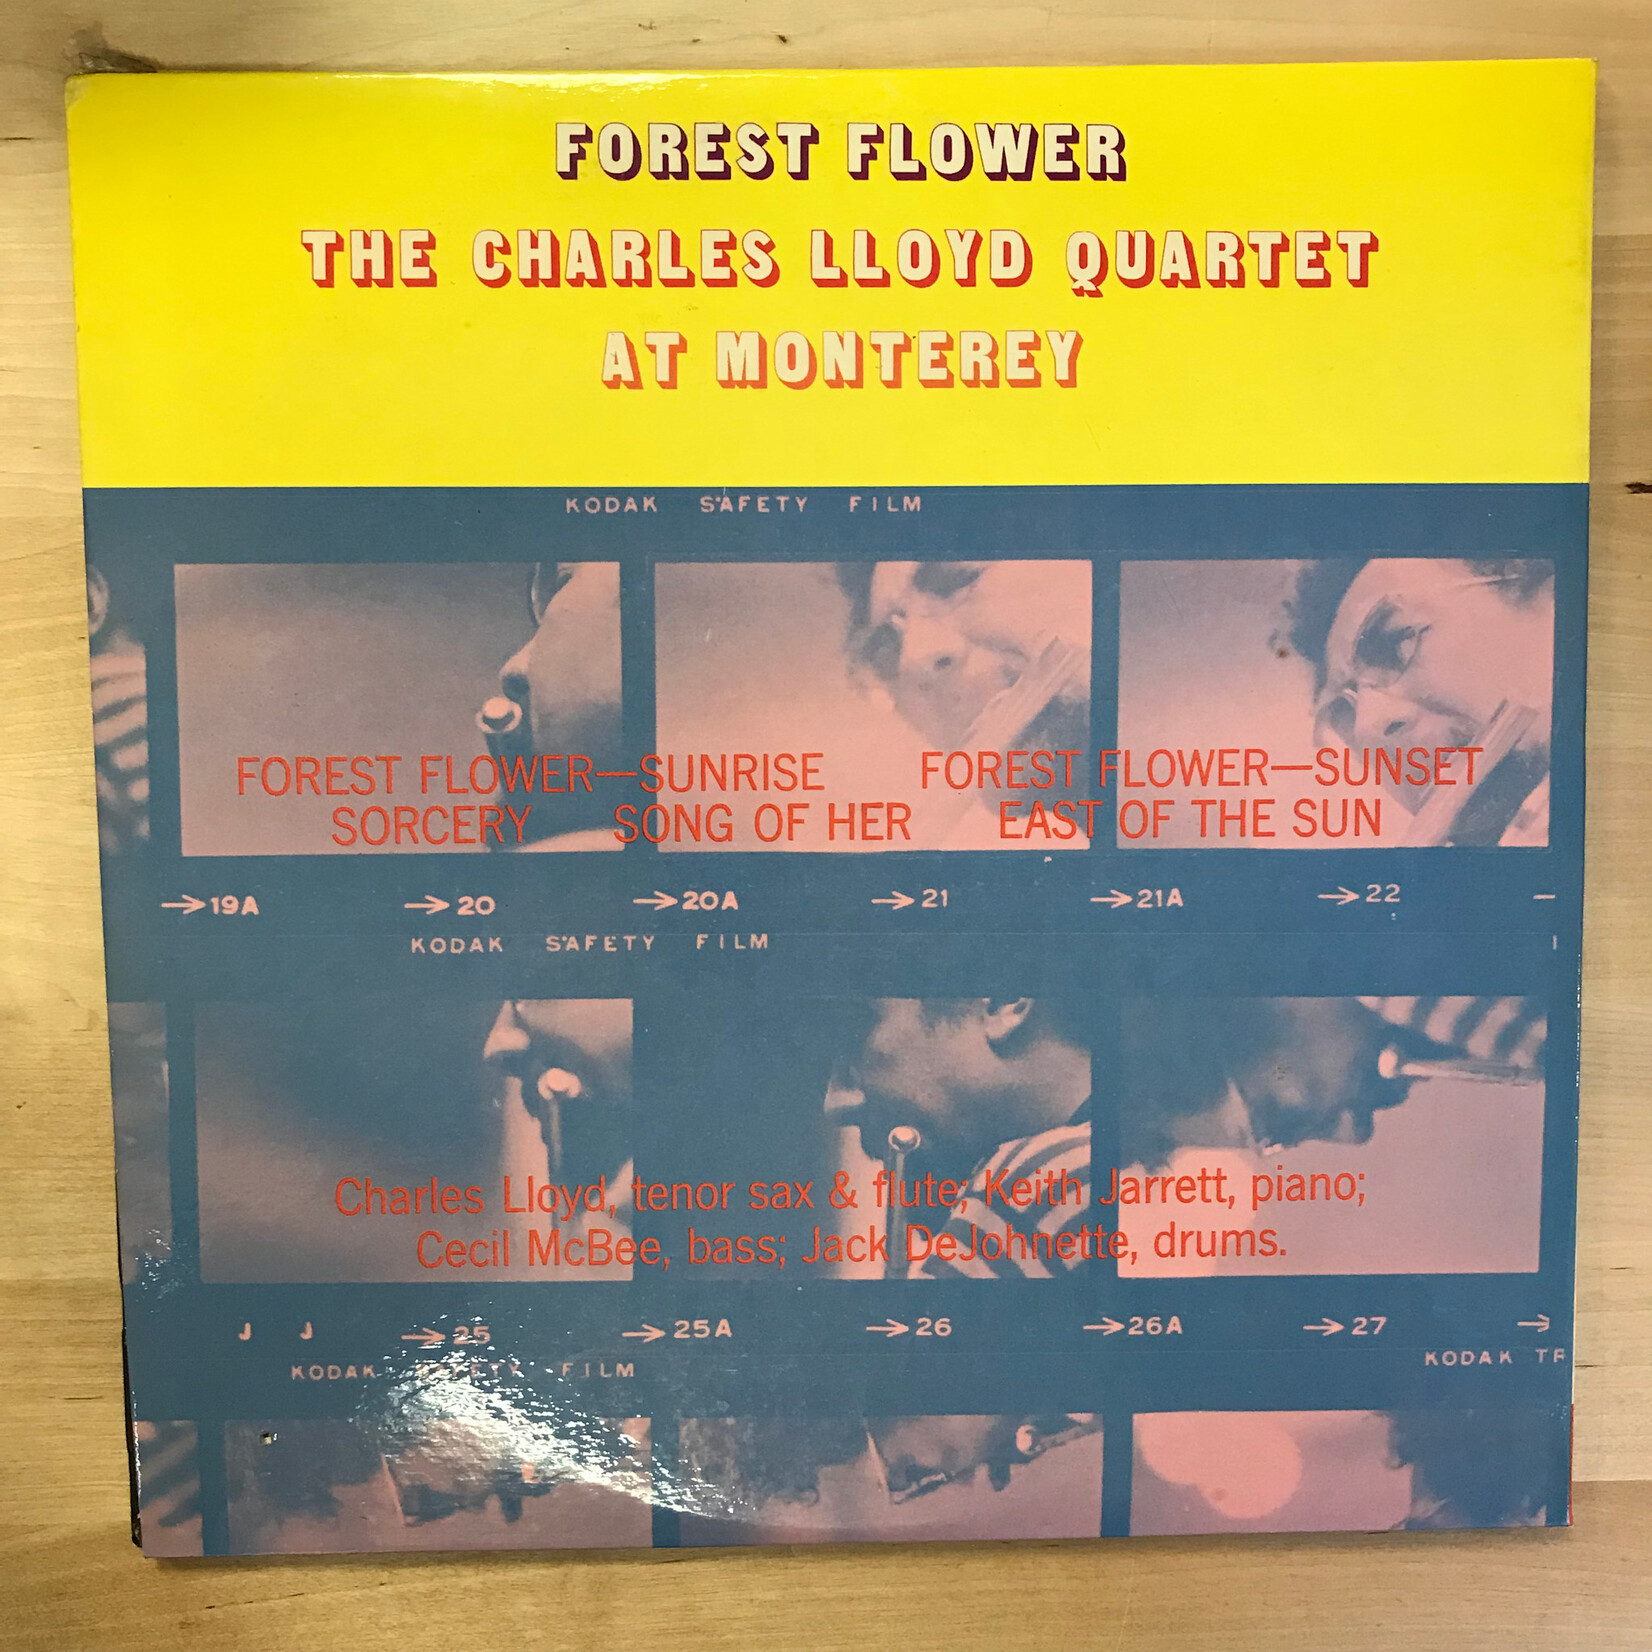 FOREST FLOWER
THE CHARLES LLOYD QUARTET
AT MONTEREY
KODAK SAFETY FILM
FOREST FLOWER—SUNRISE FOREST FLOWER—SUNSET
SORCERY SONG OF HER EAST OF THE SUN
→19A →20 →20A →21 →21A →22
KODAK SAFETY FILM
Charles Lloyd, tenor sax & flute; Keith Jarrett, piano;
Cecil McBee, bass; Jack DeJohnette, drums.
J J →25 →25A →26 →26A →27 →
KODAK SAFETY FILM KODAK TR